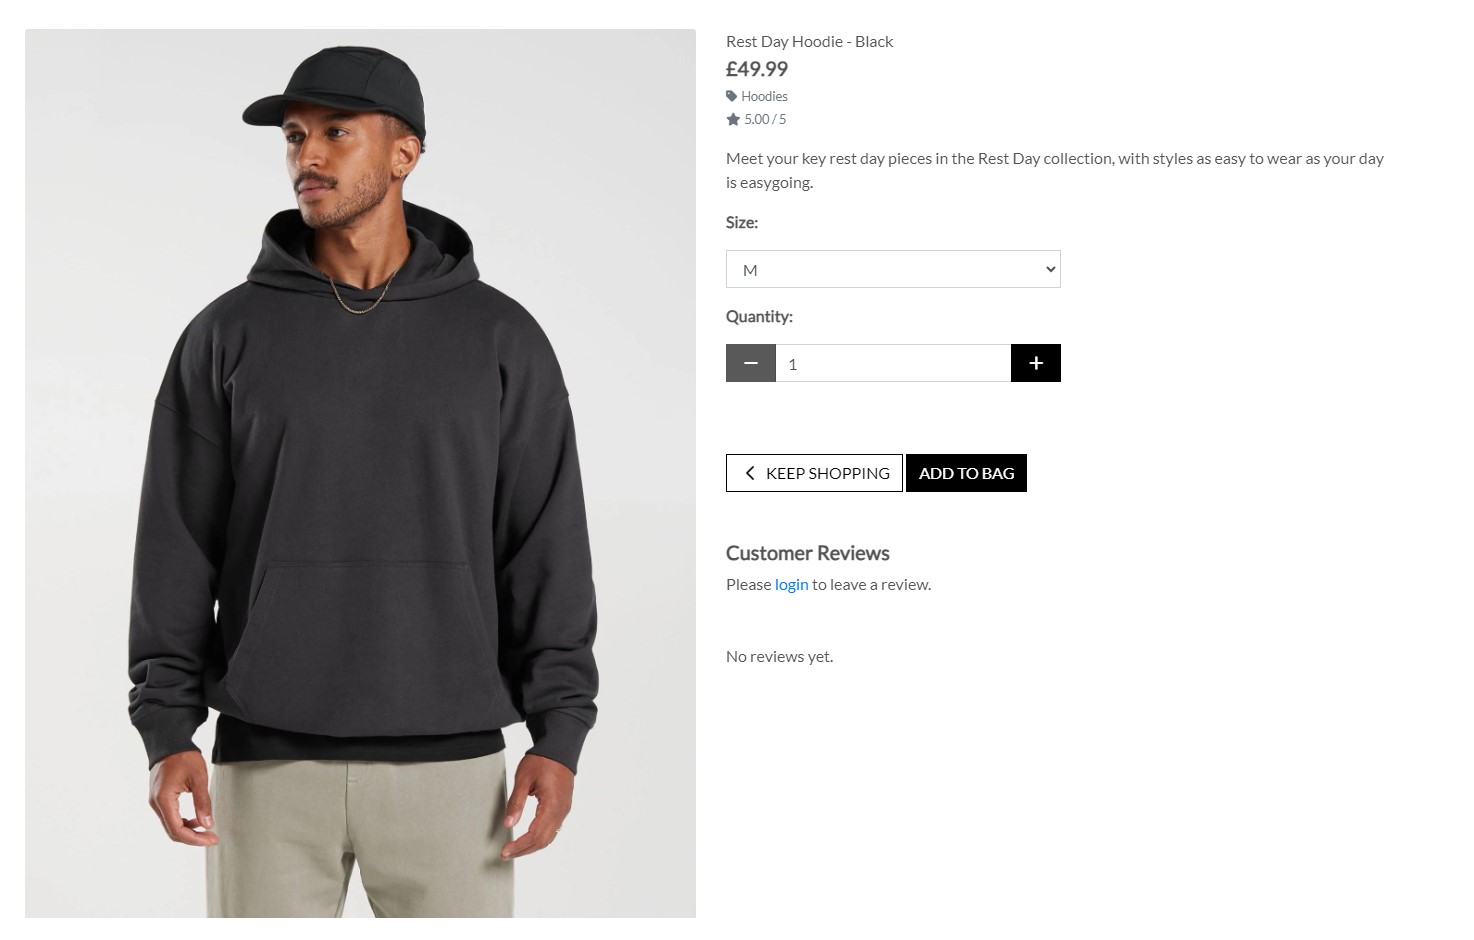 Rest Day Hoodie - Black
£49.99
Hoodies
5.00 / 5
Meet your key rest day pieces in the Rest Day collection, with styles as easy to wear as your day
is easygoing.
Size:
M
Quantity:
1
KEEP SHOPPING ADD TO BAG
Customer Reviews
Please login to leave a review.
No reviews yet.